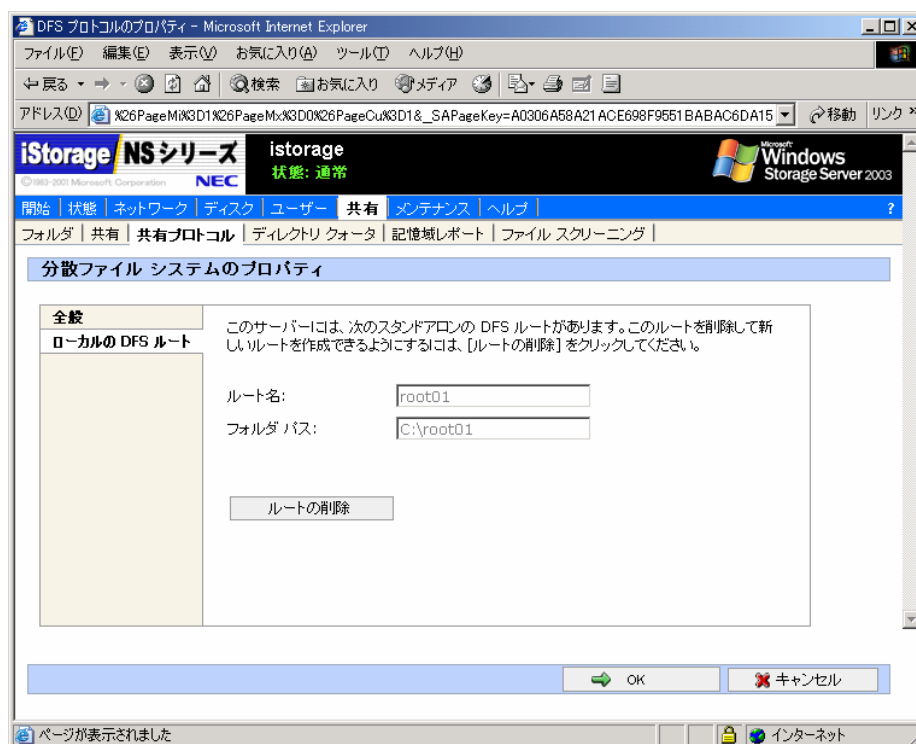 DFS プロトコルのプロパティ - Microsoft Internet Explorer
ファイル(F) 編集(E) 表示(V) お気に入り(A) ツール(T) ヘルプ(H)
戻る 検索 お気に入り メディア
アドレス(D) %26PageMi%3D1%26PageMx%3D0%26PageCu%3D1&_SAPageKey=A0306A58A21ACE698F9551BABAC6DA15 移動 リンク »
iStorage NSシリーズ istorage Microsoft Windows Storage Server 2003
状態: 通常
©1983-2001 Microsoft Corporation NEC
開始 | 状態 | ネットワーク | ディスク | ユーザー | 共有 | メンテナンス | ヘルプ | ?
フォルダ | 共有 | 共有プロトコル | ディレクトリ クォータ | 記憶域レポート | ファイル スクリーニング |
分散ファイル システムのプロパティ
全般
ローカルの DFS ルート
このサーバーには、次のスタンドアロンの DFS ルートがあります。このルートを削除して新
しいルートを作成できるようにするには、[ルートの削除] をクリックしてください。
ルート名: root01
フォルダ パス: C:\root01
ルートの削除
OK キャンセル
ページが表示されました インターネット